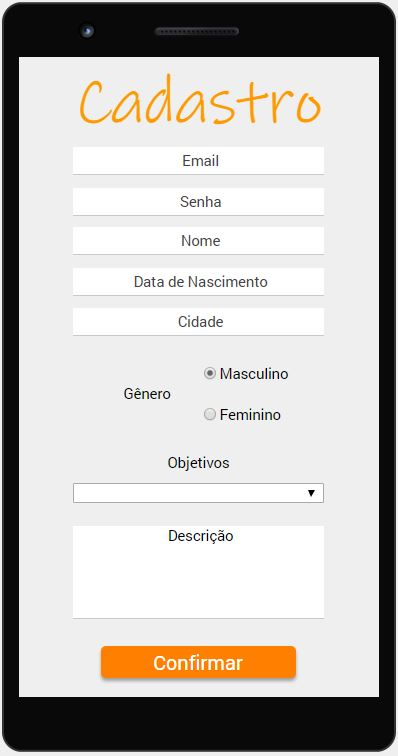 Cadastro
Email
Senha
Nome
Data de Nascimento
Cidade
Gênero
Masculino
Feminino
Objetivos
Descrição
Confirmar